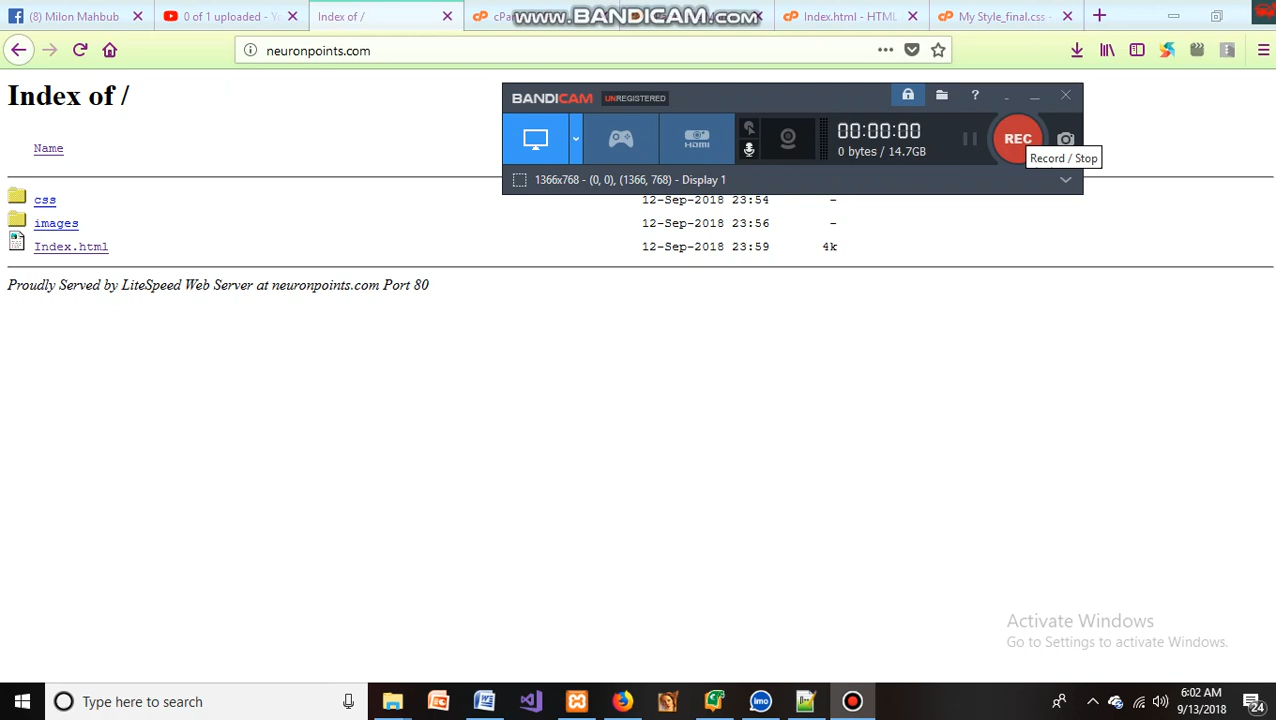 (8) Milon Mahbub
0 of 1 uploaded - Y
Index of /
cP
www.BANDICAM.com
Index.html - HTML
My Style_final.css -
neuronpoints.com
Index of /
BANDICAM UNREGISTERED
00:00:00
0 bytes / 14.7GB
REC
Record / Stop
1366x768 - (0, 0), (1366, 768) - Display 1
Name
css 12-Sep-2018 23:54 -
images 12-Sep-2018 23:56 -
Index.html 12-Sep-2018 23:59 4k
Proudly Served by LiteSpeed Web Server at neuronpoints.com Port 80
Activate Windows
Go to Settings to activate Windows.
Type here to search
6:02 AM
9/13/2018
24